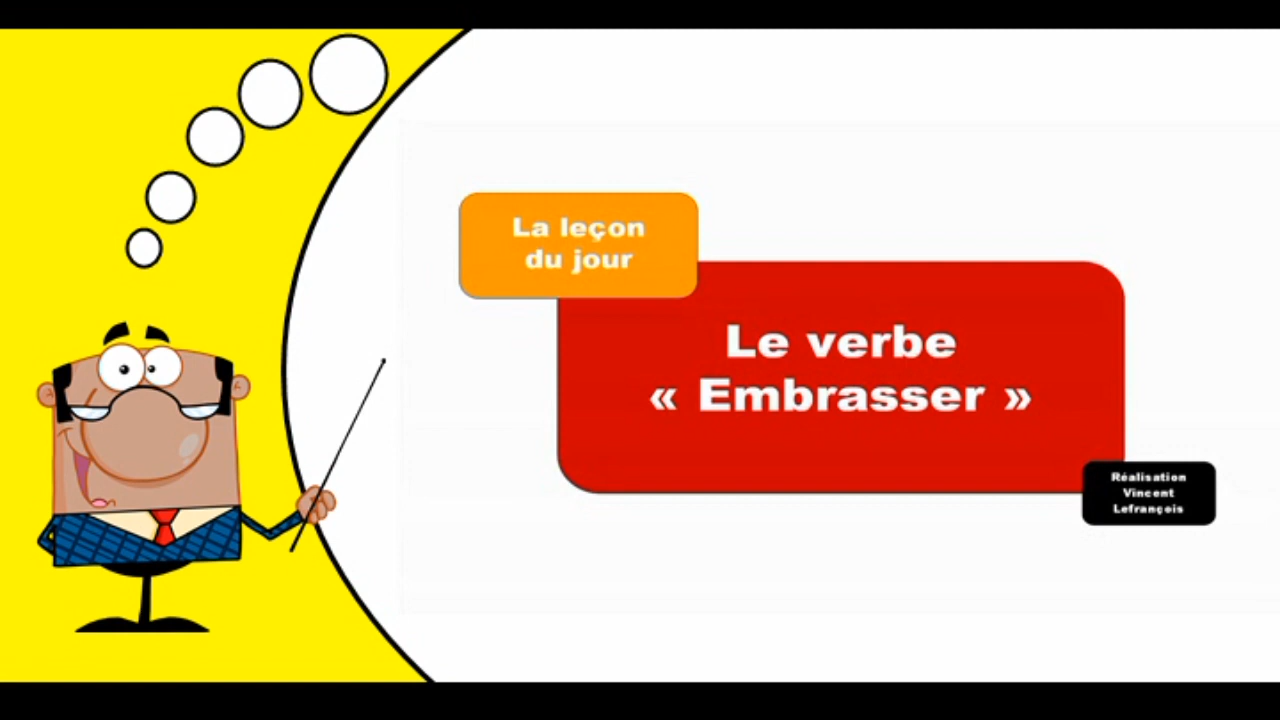 La leçon
du jour
Le verbe
« Embrasser »
Réalisation
Vincent
Lefrançois